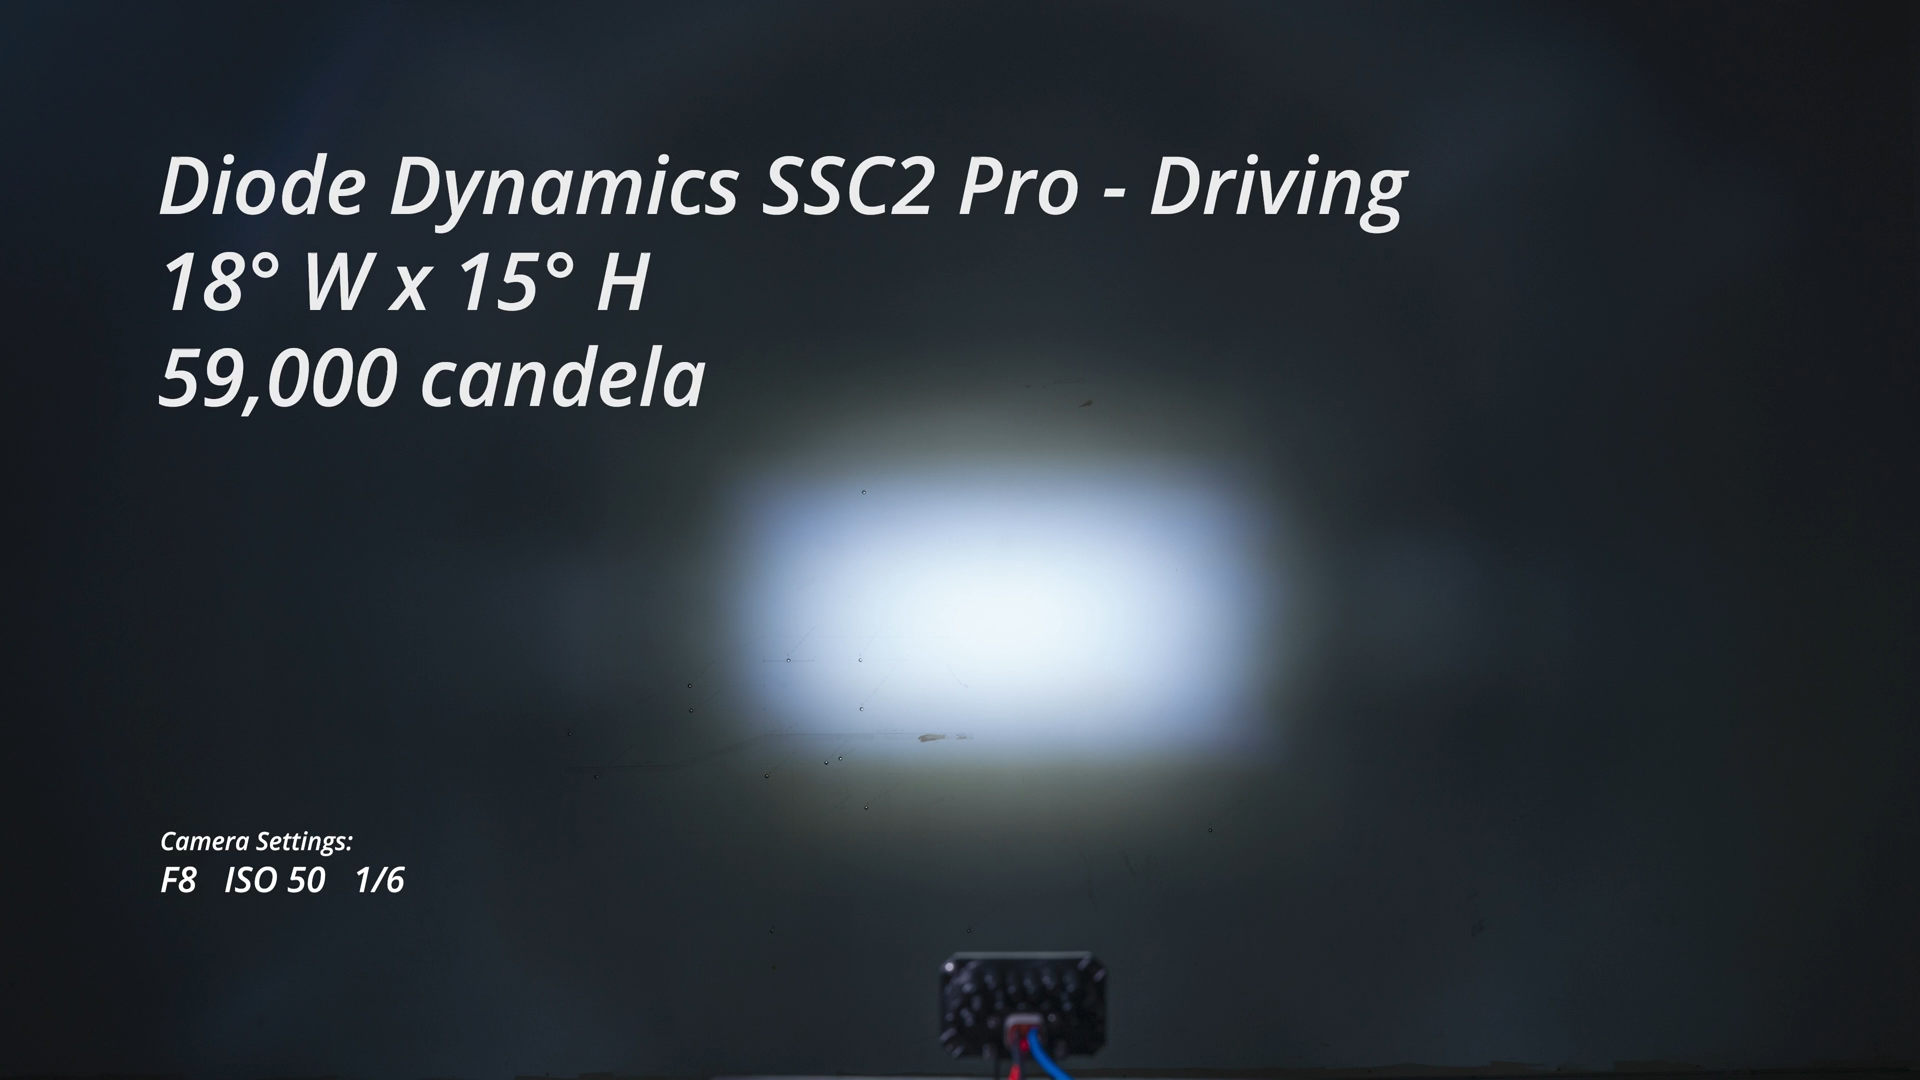 Diode Dynamics SSC2 Pro - Driving
18° W x 15° H
59,000 candela
Camera Settings:
F8 ISO 50 1/6